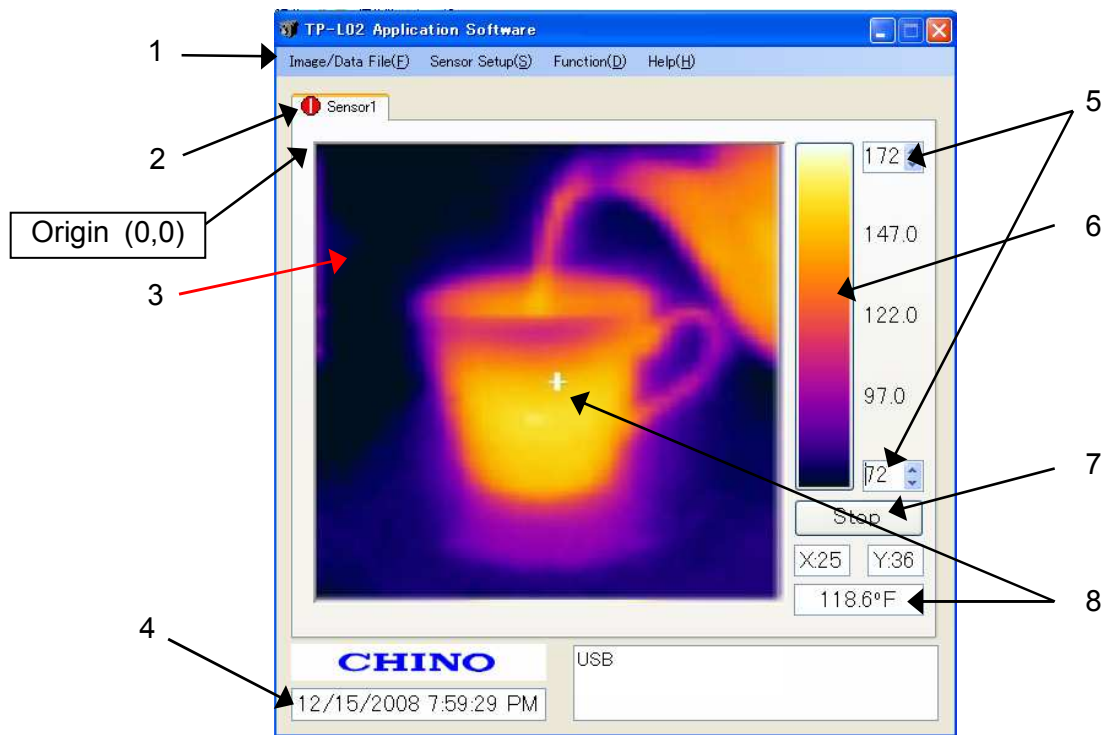 TP-L02 Application Software
1
Image/Data File(F) Sensor Setup(S) Function(D) Help(H)
Sensor1
2
5
172
Origin (0,0)
147.0
6
3
122.0
97.0
72
7
Stop
X:25 Y:36
118.6°F
8
4
CHINO
USB
12/15/2008 7:59:29 PM